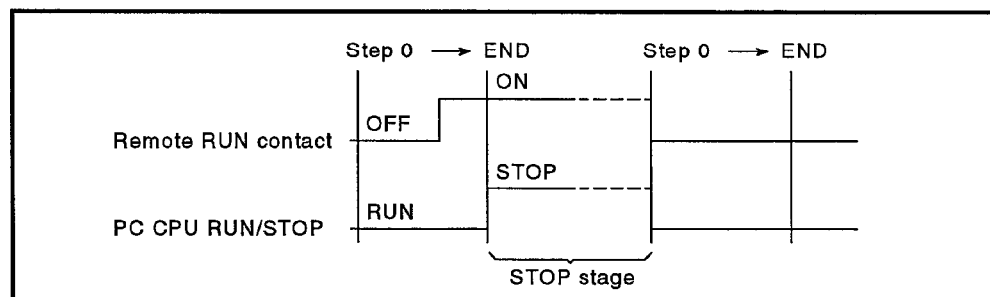 Step 0 → END Step 0 → END
ON
Remote RUN contact OFF
STOP
PC CPU RUN/STOP RUN
STOP stage